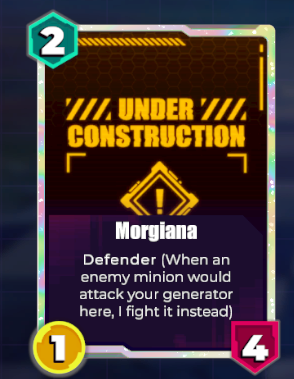 2
/// UNDER ///
CONSTRUCTION
!
Morgiana
Defender (When an
enemy minion would
attack your generator
here, I fight it instead)
1
4